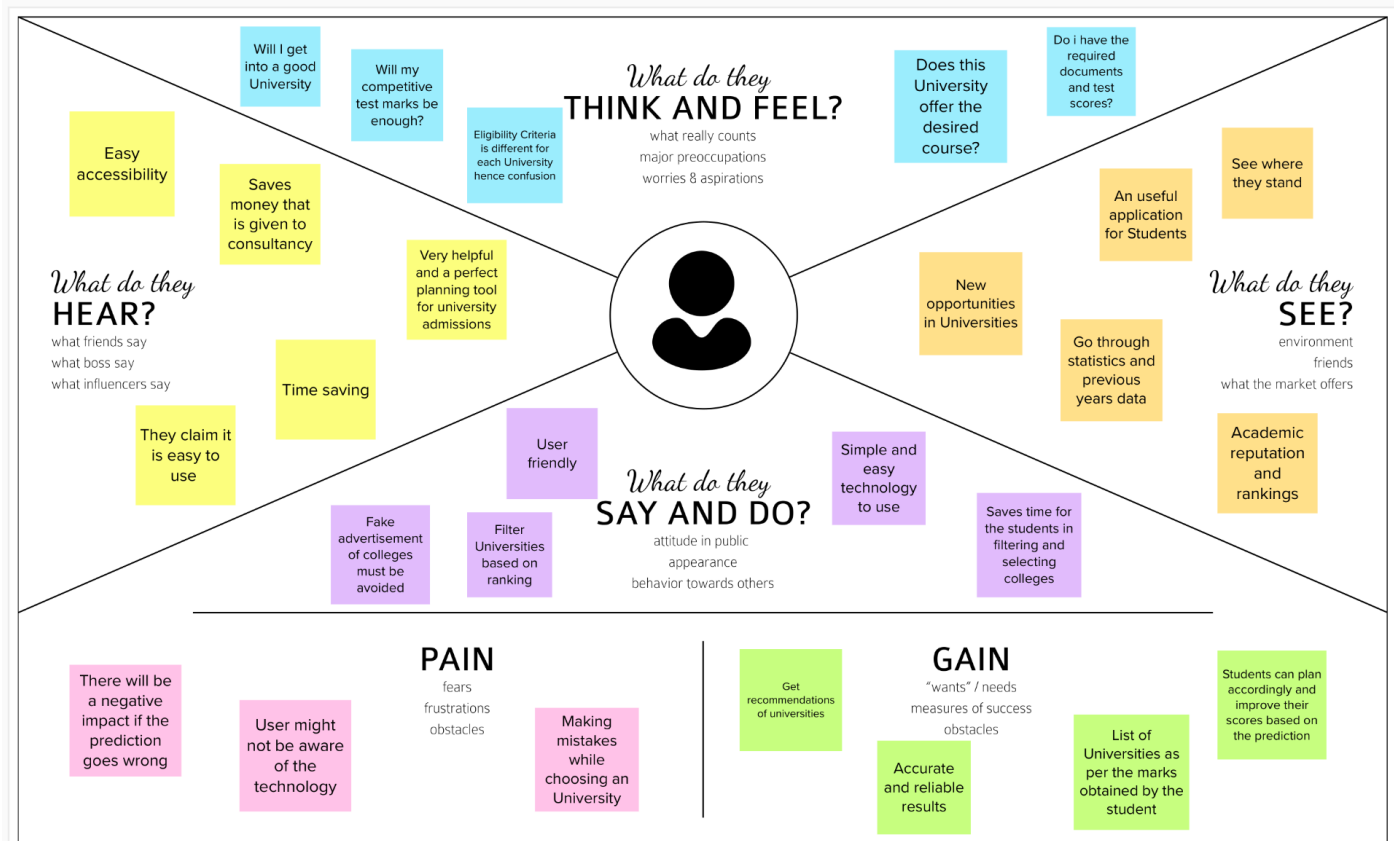 Will I get
into a good
University
Will my
competitive
test marks be
enough?
Eligibility Criteria
is different for
each University
hence confusion
What do they
THINK AND FEEL?
what really counts
major preoccupations
worries & aspirations
Does this
University
offer the
desired
course?
Do i have the
required
documents
and test
scores?
Easy
accessibility
Saves
money that
is given to
consultancy
Very helpful
and a perfect
planning tool
for university
admissions
What do they
HEAR?
what friends say
what boss say
what influencers say
Time saving
They claim it
is easy to
use
See where
they stand
An useful
application
for Students
New
opportunities
in Universities
What do they
SEE?
environment
friends
what the market offers
Go through
statistics and
previous
years data
Academic
reputation
and
rankings
User
friendly
Fake
advertisement
of colleges
must be
avoided
Filter
Universities
based on
ranking
What do they
SAY AND DO?
attitude in public
appearance
behavior towards others
Simple and
easy
technology
to use
Saves time for
the students in
filtering and
selecting
colleges
PAIN
fears
frustrations
obstacles
There will be
a negative
impact if the
prediction
goes wrong
User might
not be aware
of the
technology
Making
mistakes
while
choosing an
University
GAIN
“wants” / needs
measures of success
obstacles
Get
recommendations
of universities
Accurate
and reliable
results
List of
Universities as
per the marks
obtained by the
student
Students can plan
accordingly and
improve their
scores based on
the prediction